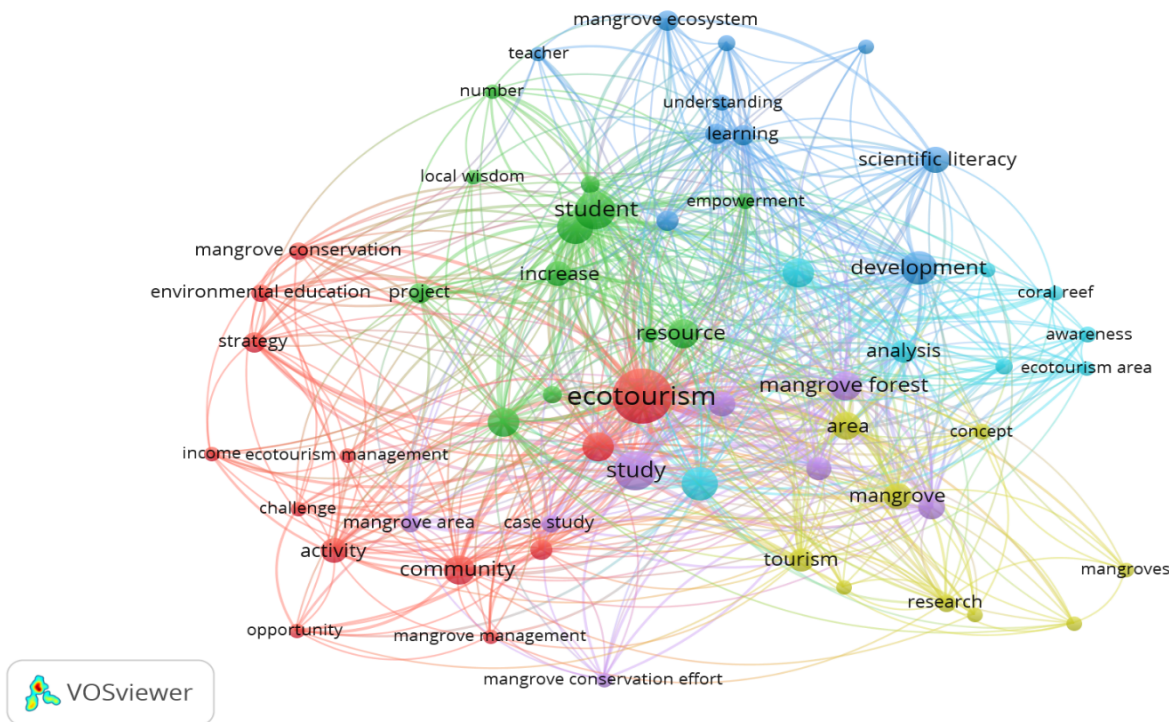 mangrove ecosystem
teacher
number
understanding
learning
scientific literacy
local wisdom
empowerment
student
mangrove conservation
increase
development
environmental education
project
coral reef
strategy
resource
awareness
analysis
ecotourism area
mangrove forest
ecotourism
area
concept
income
ecotourism management
study
mangrove
challenge
mangrove area
case study
activity
community
tourism
mangroves
research
opportunity
mangrove management
mangrove conservation effort
VOSviewer